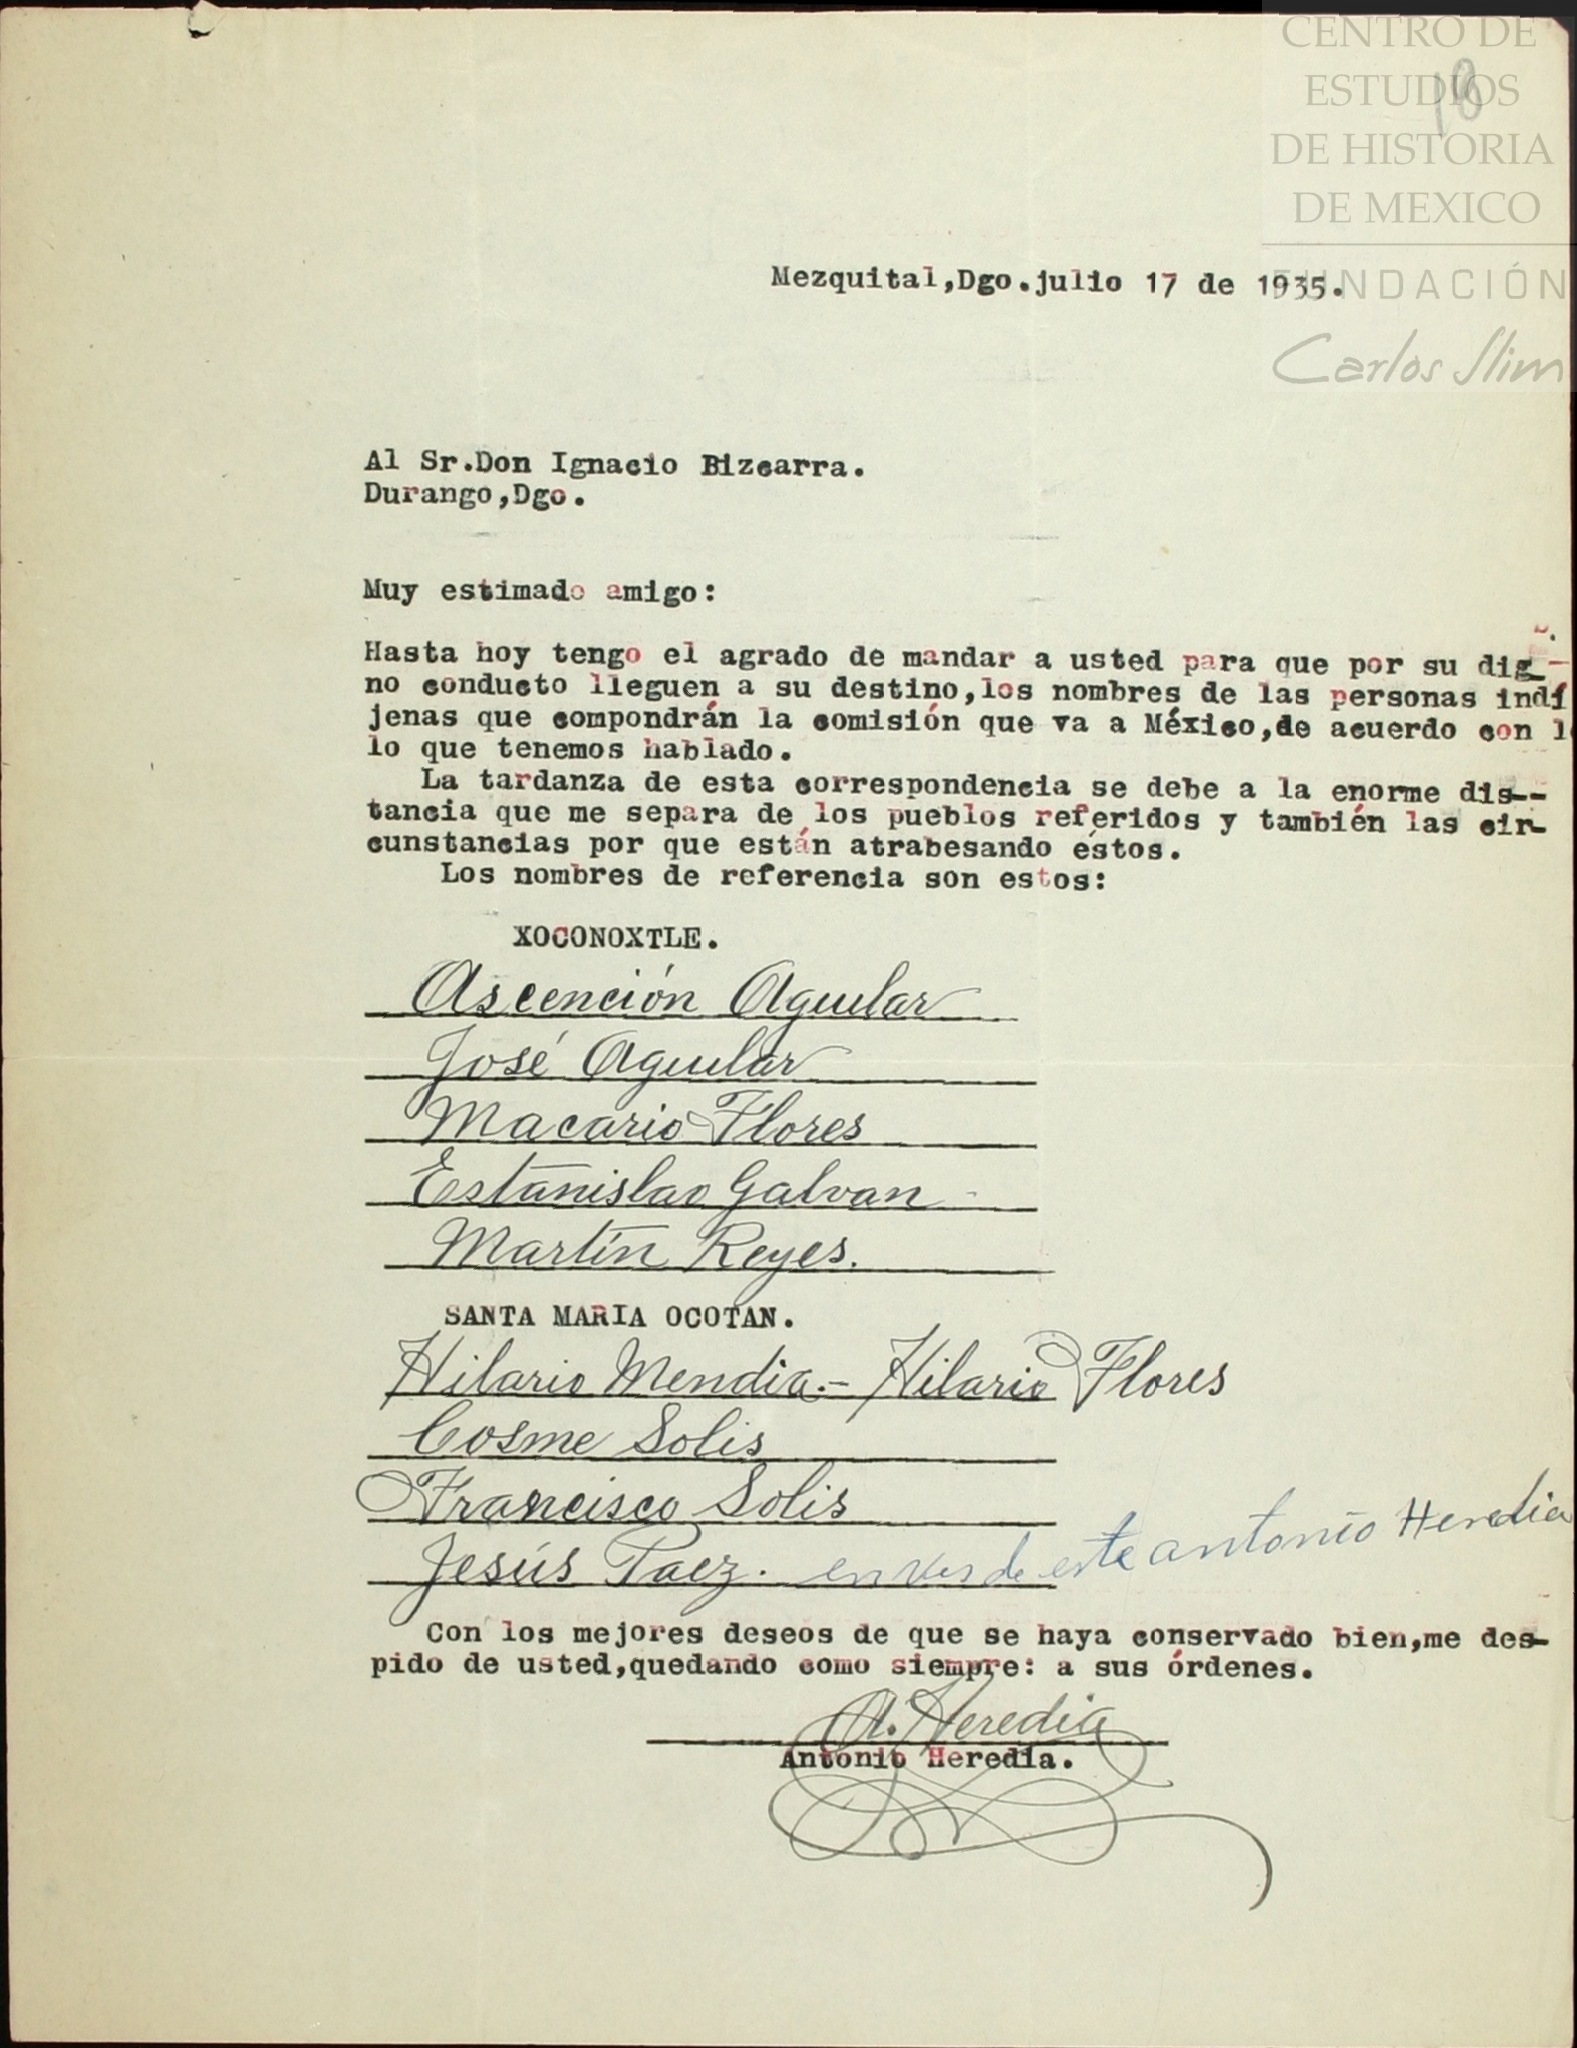 CENTRO DE
ESTUDIOS
DE HISTORIA
DE MEXICO
18
Mezquital,Dgo.julio 17 de 1935.
FUNDACIÓN
Carlos Slim
Al Sr.Don Ignacio Bizcarra.
Durango,Dgo.
Muy estimado amigo:
Hasta hoy tengo el agrado de mandar a usted para que por su dig-
no conducto lleguen a su destino,los nombres de las personas indí
jenas que compondrán la comisión que va a México,de acuerdo con l
lo que tenemos hablado.
La tardanza de esta correspondencia se debe a la enorme dis--
tancia que me separa de los pueblos referidos y también las cir-
cunstancias por que están atrabesando éstos.
Los nombres de referencia son estos:
XOCONOXTLE.
Ascención Aguilar
José Aguilar
Macario Flores
Estanislao Galvan
Martín Reyes.
SANTA MARIA OCOTAN.
Hilario Mendia.- Hilario Flores
Cosme Solis
Francisco Solis
Jesús Paez. en ves de este antonio Heredia
Con los mejores deseos de que se haya conservado bien,me des-
pido de usted,quedando como siempre: a sus órdenes.
A. Heredia
Antonio Heredia.